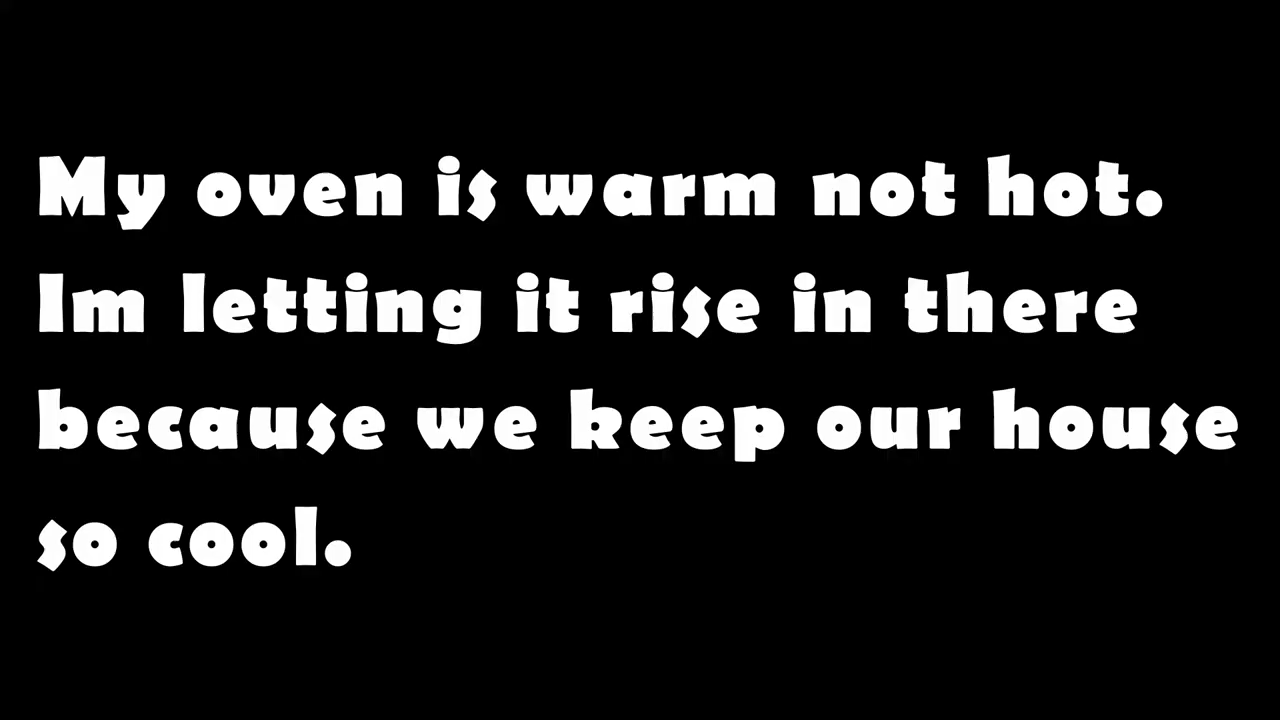 My oven is warm not hot.
Im letting it rise in there
because we keep our house
so cool.